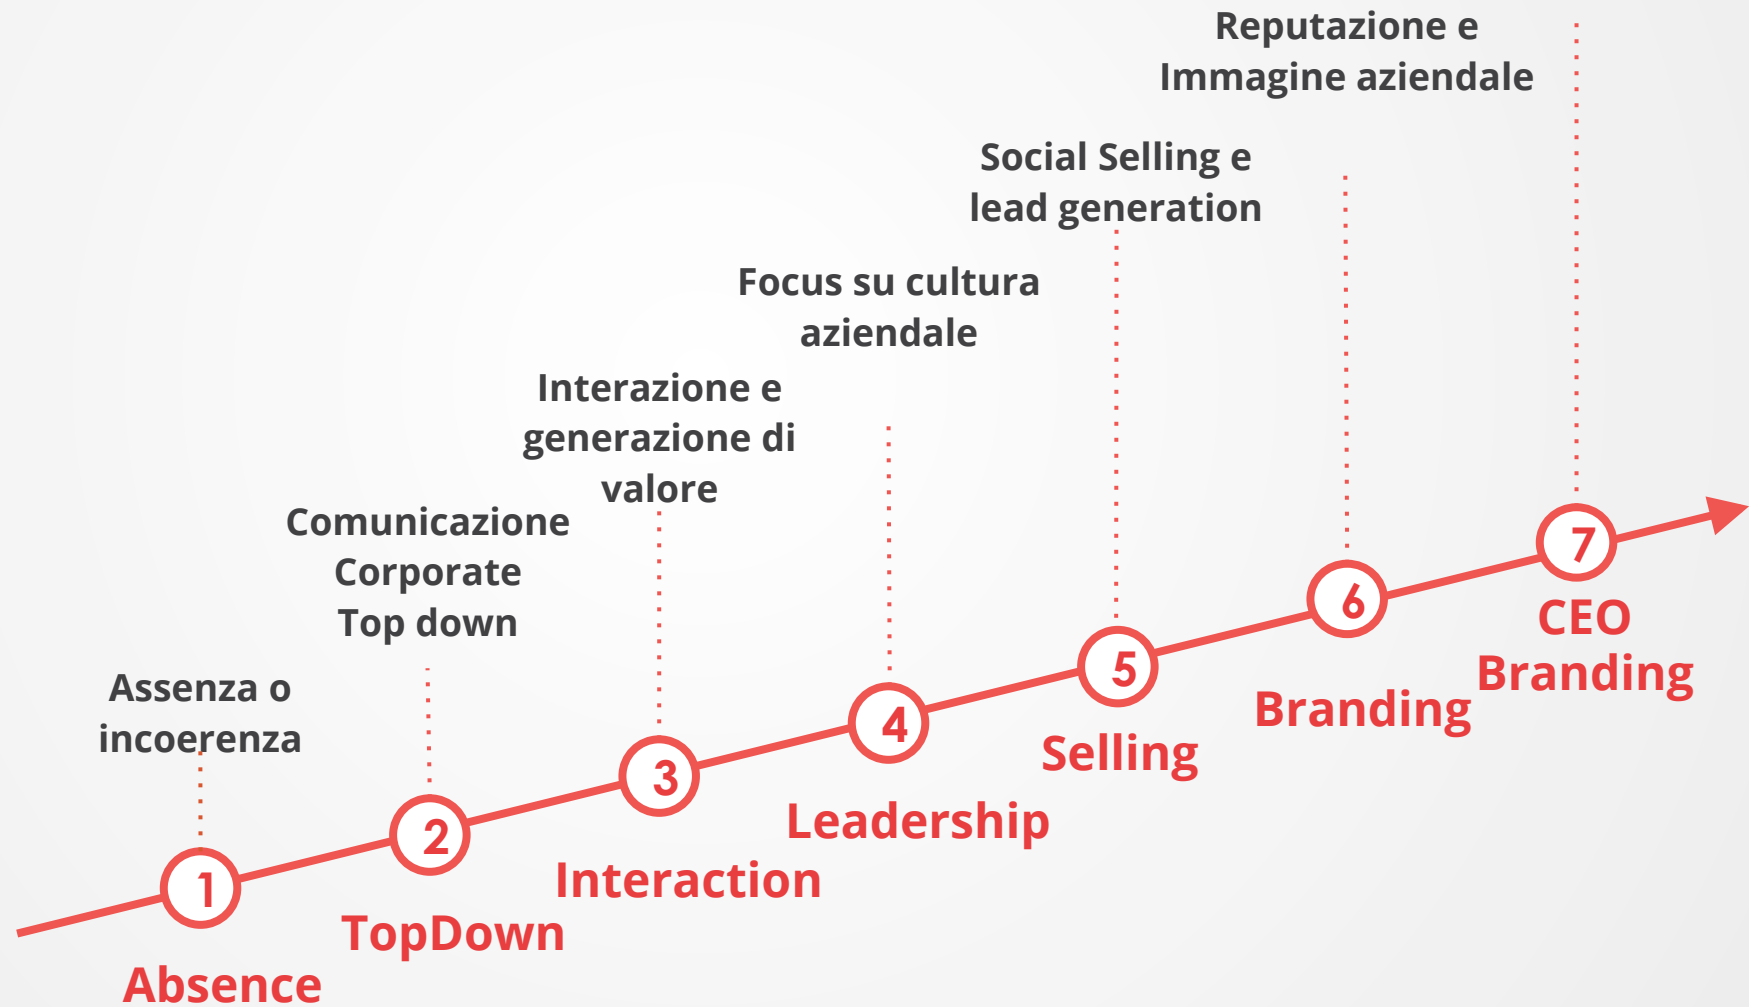 Reputazione e
Immagine aziendale
Social Selling e
lead generation
Focus su cultura
aziendale
Interazione e
generazione di
valore
Comunicazione
Corporate
Top down
Assenza o
incoerenza
7
CEO
Branding
6
Branding
5
Selling
4
Leadership
3
Interaction
2
TopDown
1
Absence